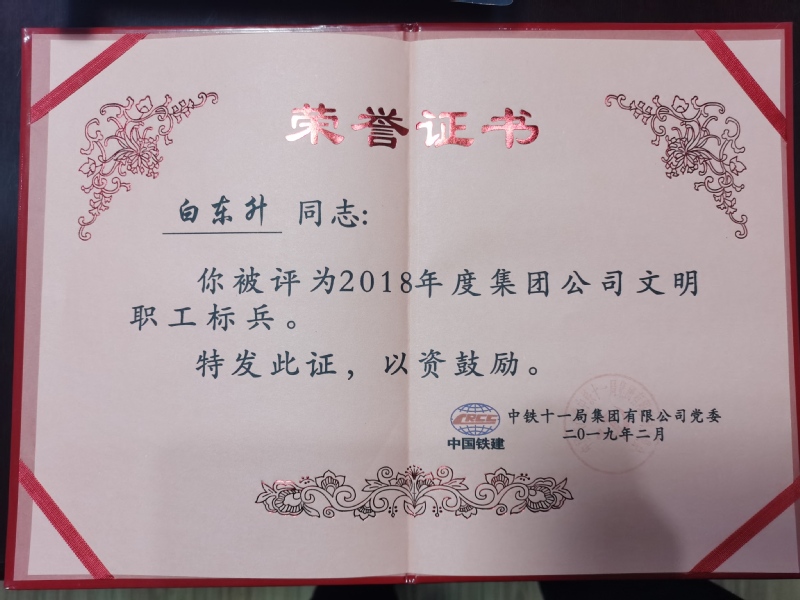 荣誉证书
白东升 同志:
你被评为2018年度集团公司文明
职工标兵。
特发此证，以资鼓励。
CRCC
中国铁建
中铁十一局集团有限公司党委
二〇一九年二月